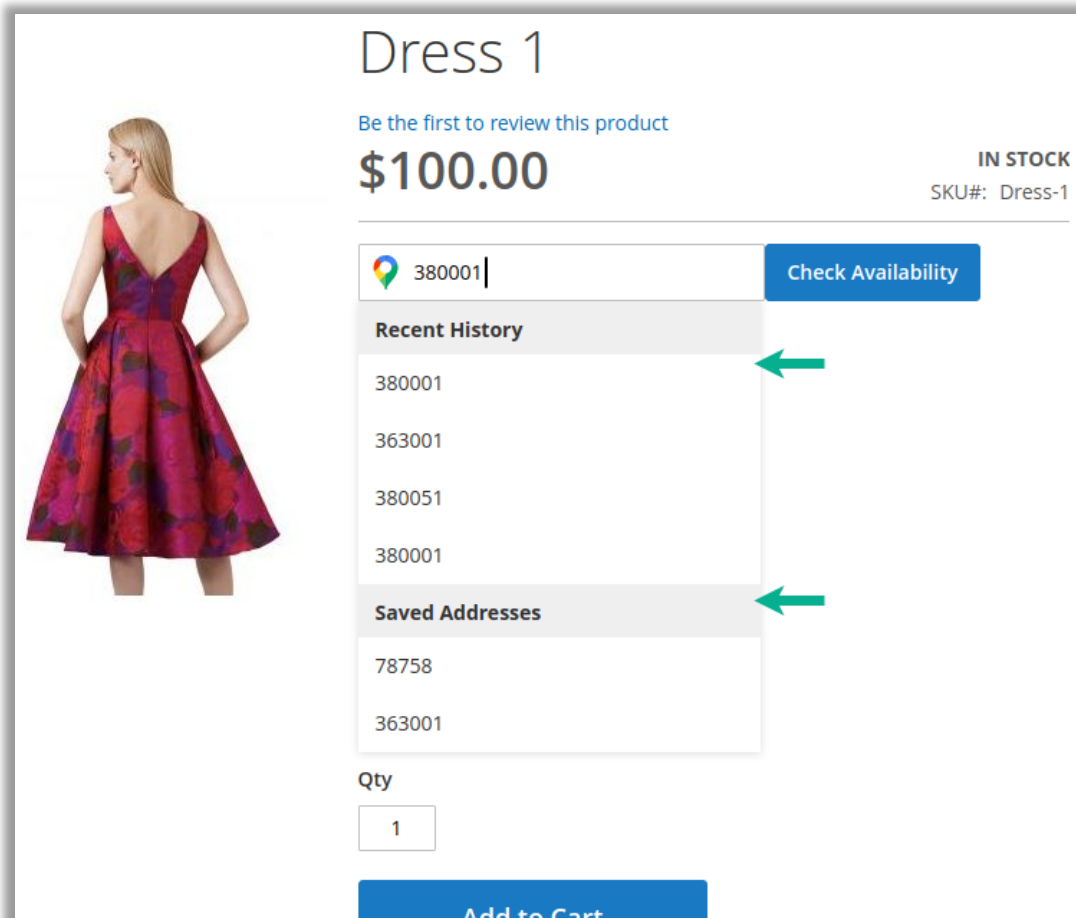 Dress 1
Be the first to review this product
$100.00
IN STOCK
SKU#: Dress-1
380001
Check Availability
Recent History
380001
363001
380051
380001
Saved Addresses
78758
363001
Qty
1
Add to Cart